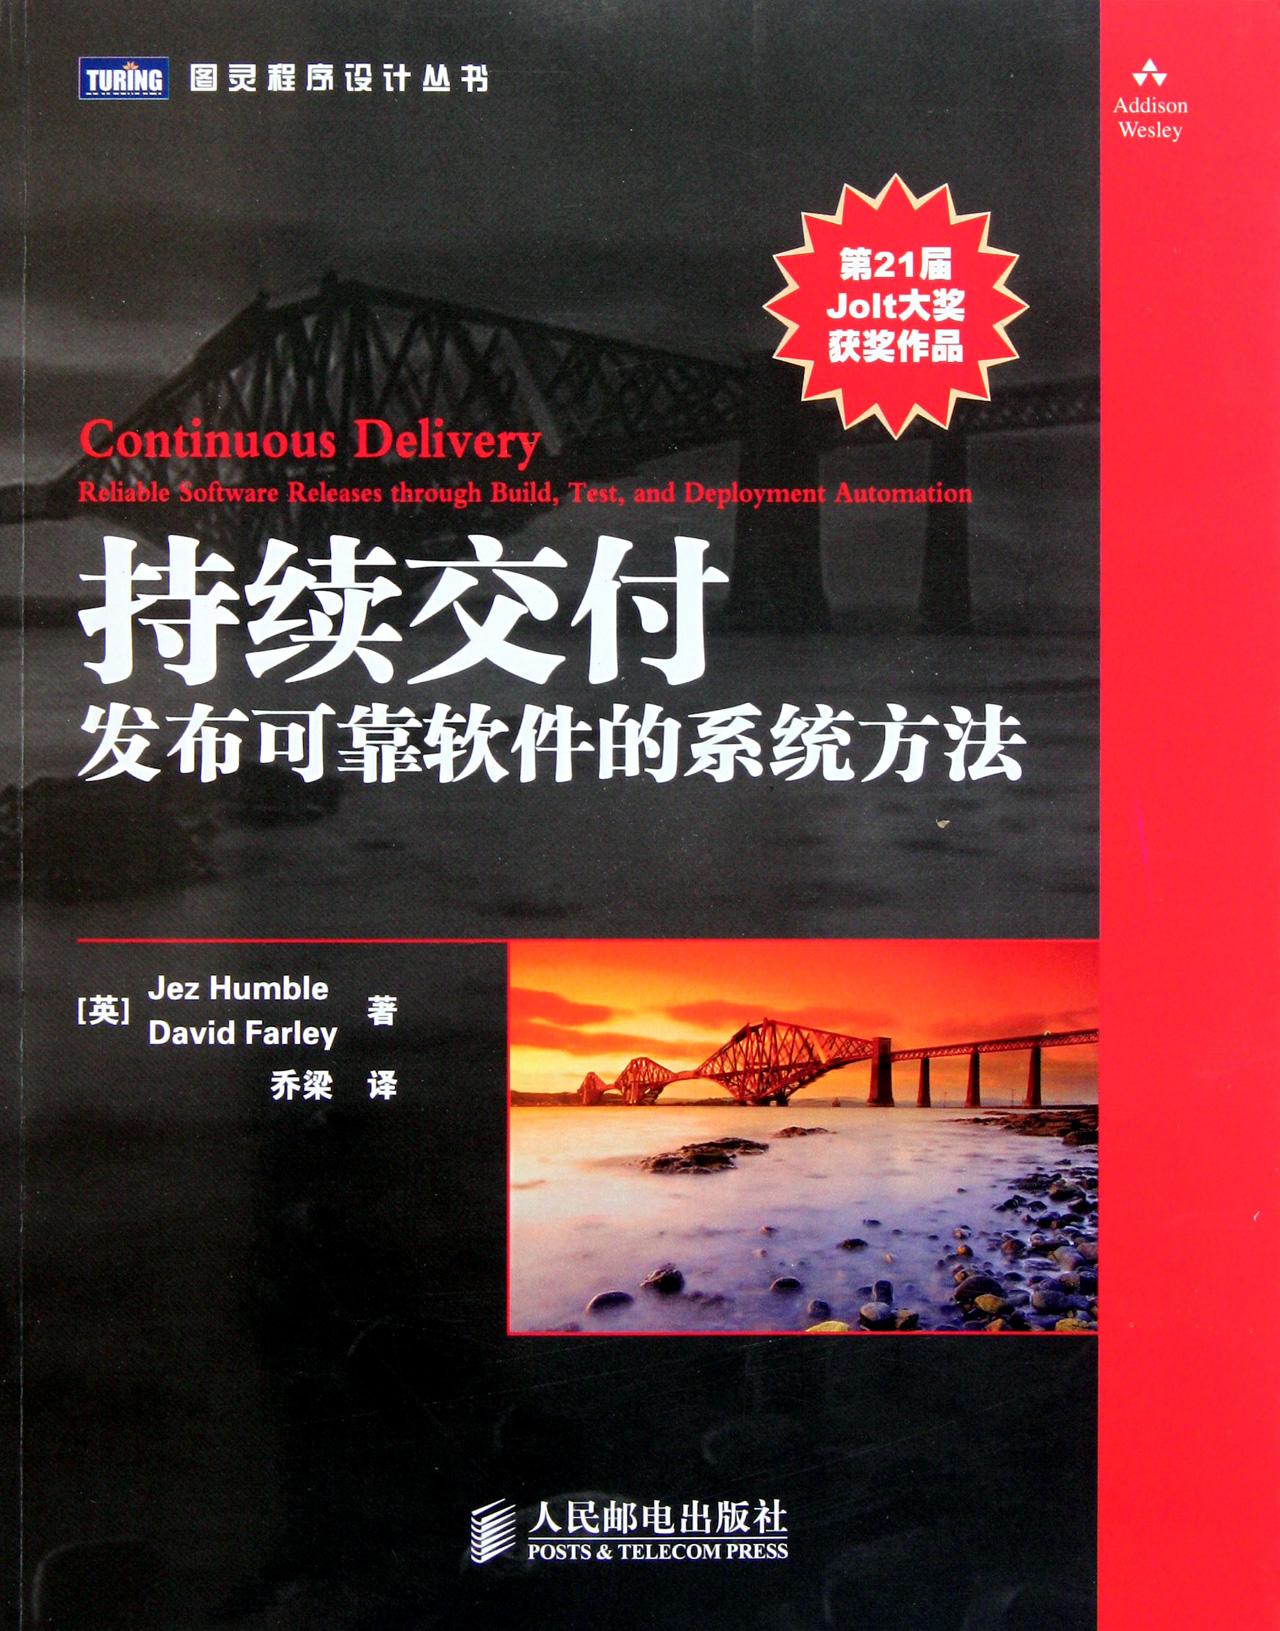 TURING 图灵程序设计丛书
Addison
Wesley
第21届
Jolt大奖
获奖作品
Continuous Delivery
Reliable Software Releases through Build, Test, and Deployment Automation
持续交付
发布可靠软件的系统方法
[英] Jez Humble
David Farley 著
乔梁 译
人民邮电出版社
POSTS & TELECOM PRESS